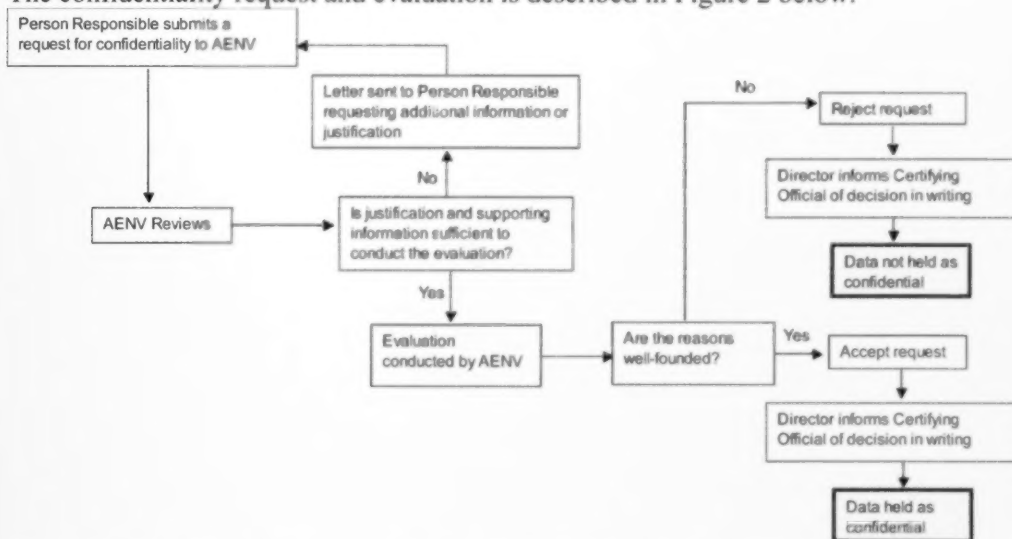 The confidentiality request and evaluation is described in Figure 2 below.
Person Responsible submits a
request for confidentiality to AENV
Letter sent to Person Responsible
requesting additional information or
justification
No
AENV Reviews
Is justification and supporting
information sufficient to
conduct the evaluation?
Yes
Evaluation
conducted by AENV
Are the reasons
well-founded?
No
Reject request
Director informs Certifying
Official of decision in writing
Data not held as
confidential
Yes
Accept request
Director informs Certifying
Official of decision in writing
Data held as
confidential